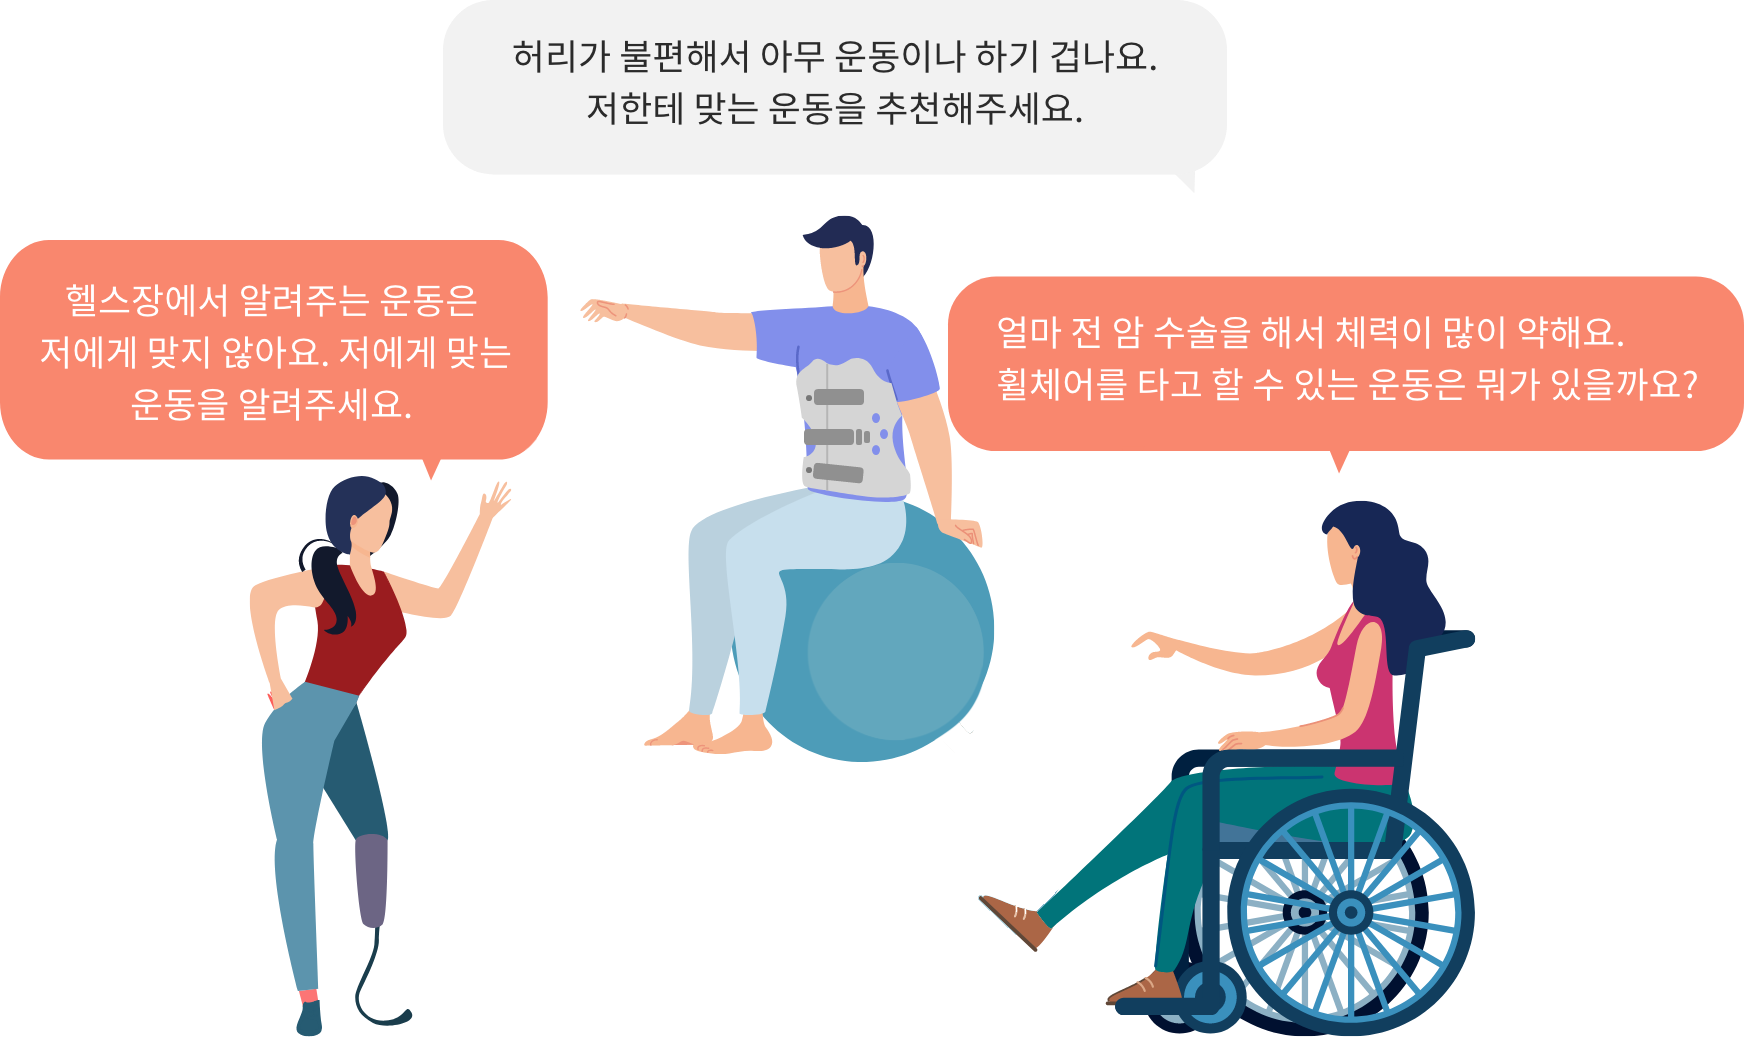 허리가 불편해서 아무 운동이나 하기 겁나요.
저한테 맞는 운동을 추천해주세요.
헬스장에서 알려주는 운동은
저에게 맞지 않아요. 저에게 맞는
운동을 알려주세요.
얼마 전 암 수술을 해서 체력이 많이 약해요.
휠체어를 타고 할 수 있는 운동은 뭐가 있을까요?